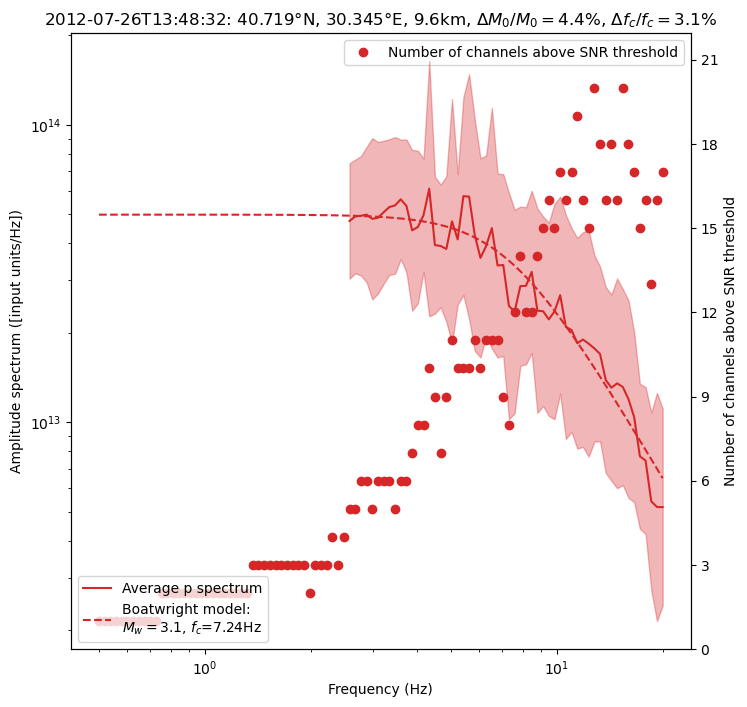 2012-07-26T13:48:32: 40.719°N, 30.345°E, 9.6km, ΔM₀/M₀ = 4.4%, Δf_c/f_c = 3.1%
Number of channels above SNR threshold
10¹⁴
10¹³
Amplitude spectrum ([input units/Hz])
21
18
15
12
9
6
3
0
Number of channels above SNR threshold
Average p spectrum
Boatwright model:
M_w = 3.1, f_c=7.24Hz
10⁰
10¹
Frequency (Hz)